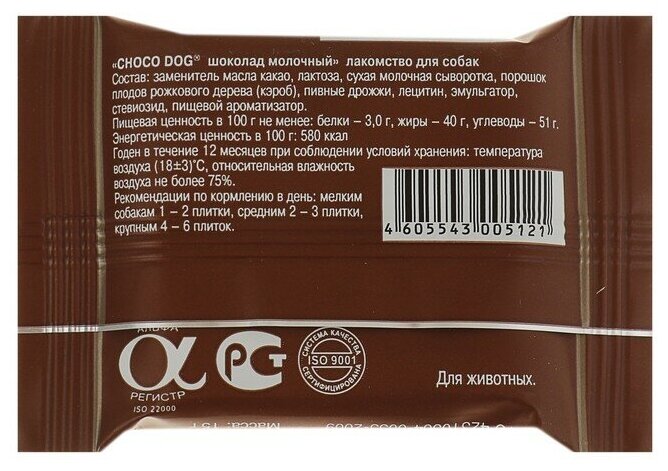 «CHOCO DOG® шоколад молочный» лакомство для собак
Состав: заменитель масла какао, лактоза, сухая молочная сыворотка, порошок
плодов рожкового дерева (кэроб), пивные дрожжи, лецитин, эмульгатор,
стевиозид, пищевой ароматизатор.
Пищевая ценность в 100 г не менее: белки – 3,0 г, жиры – 40 г, углеводы – 51 г.
Энергетическая ценность в 100 г: 580 ккал
Годен в течение 12 месяцев при соблюдении условий хранения: температура
воздуха (18±3)°С, относительная влажность
воздуха не более 75%.
Рекомендации по кормлению в день: мелким
собакам 1 – 2 плитки, средним 2 – 3 плитки,
крупным 4 – 6 плиток.
4 605543 005121
АЛЬФА
α
РЕГИСТР
ISO 22000
РСТ
СИСТЕМА КАЧЕСТВА
ISO 9001
СЕРТИФИЦИРОВАНА
Для животных.